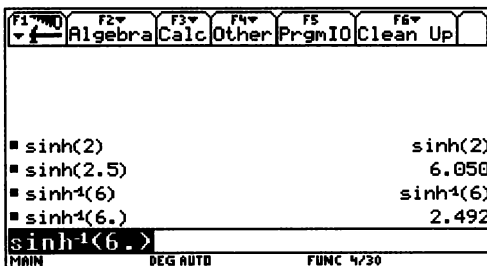 F1 F2 Algebra F3 Calc F4 Other F5 PrgmIO F6 Clean Up
▪ sinh(2) sinh(2)
▪ sinh(2.5) 6.050
▪ sinh⁻¹(6) sinh⁻¹(6)
▪ sinh⁻¹(6.) 2.492
sinh⁻¹(6.)
MAIN DEG AUTO FUNC 4/30